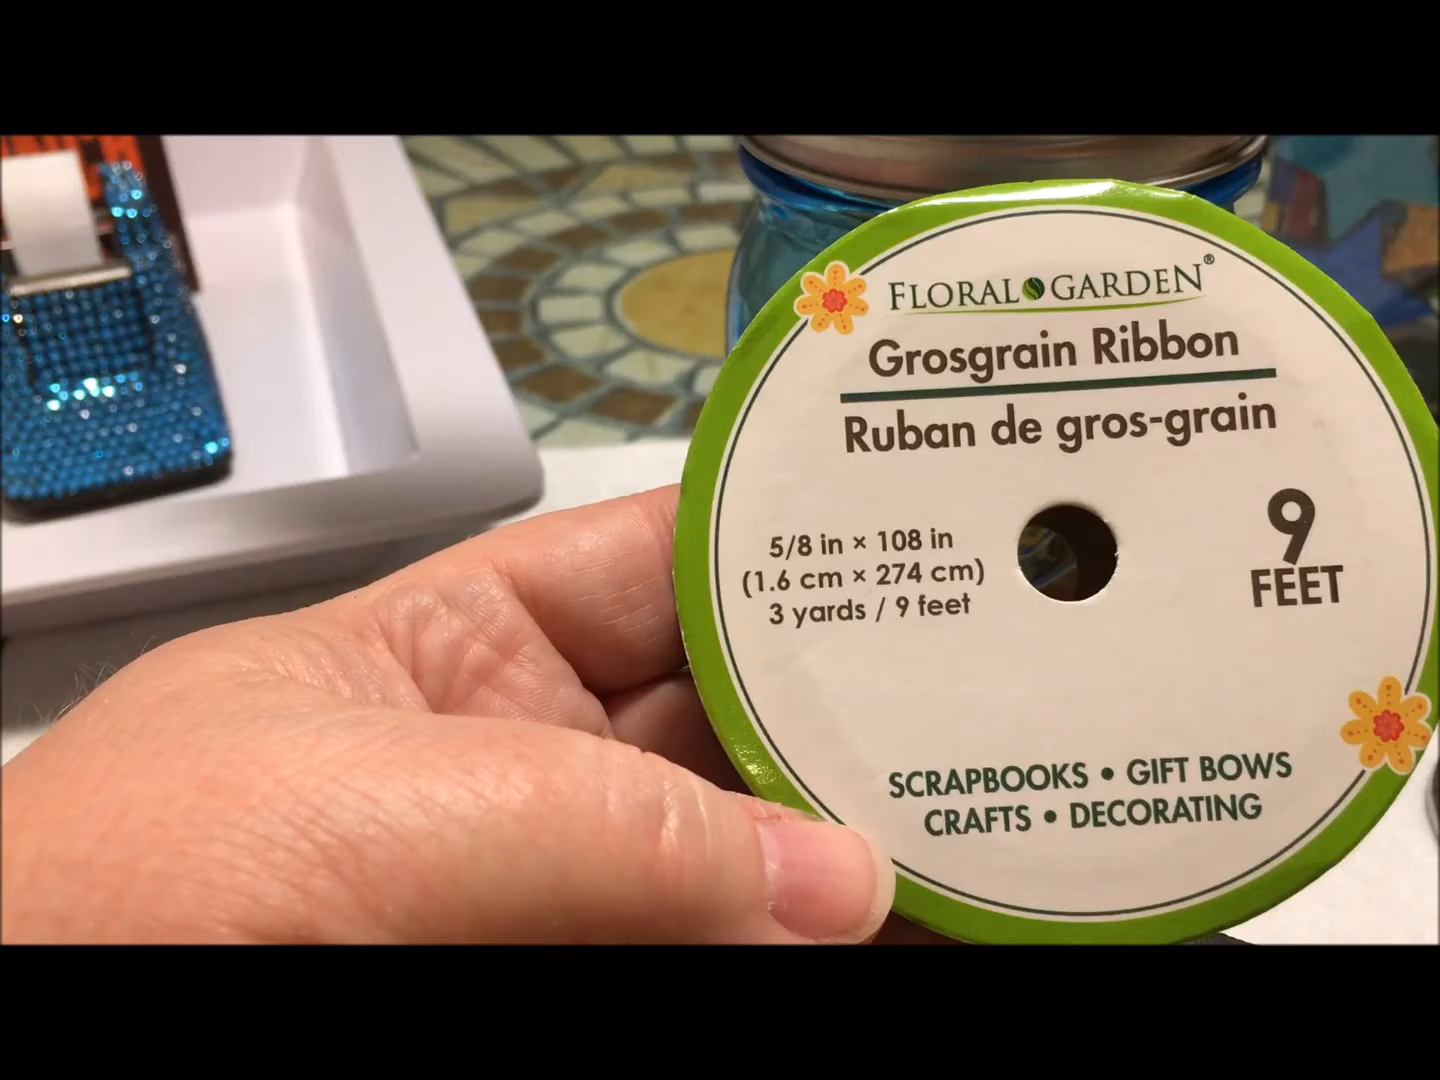 FLORAL GARDEN®
Grosgrain Ribbon
Ruban de gros-grain
5/8 in × 108 in
(1.6 cm × 274 cm)
3 yards / 9 feet
9
FEET
SCRAPBOOKS • GIFT BOWS
CRAFTS • DECORATING